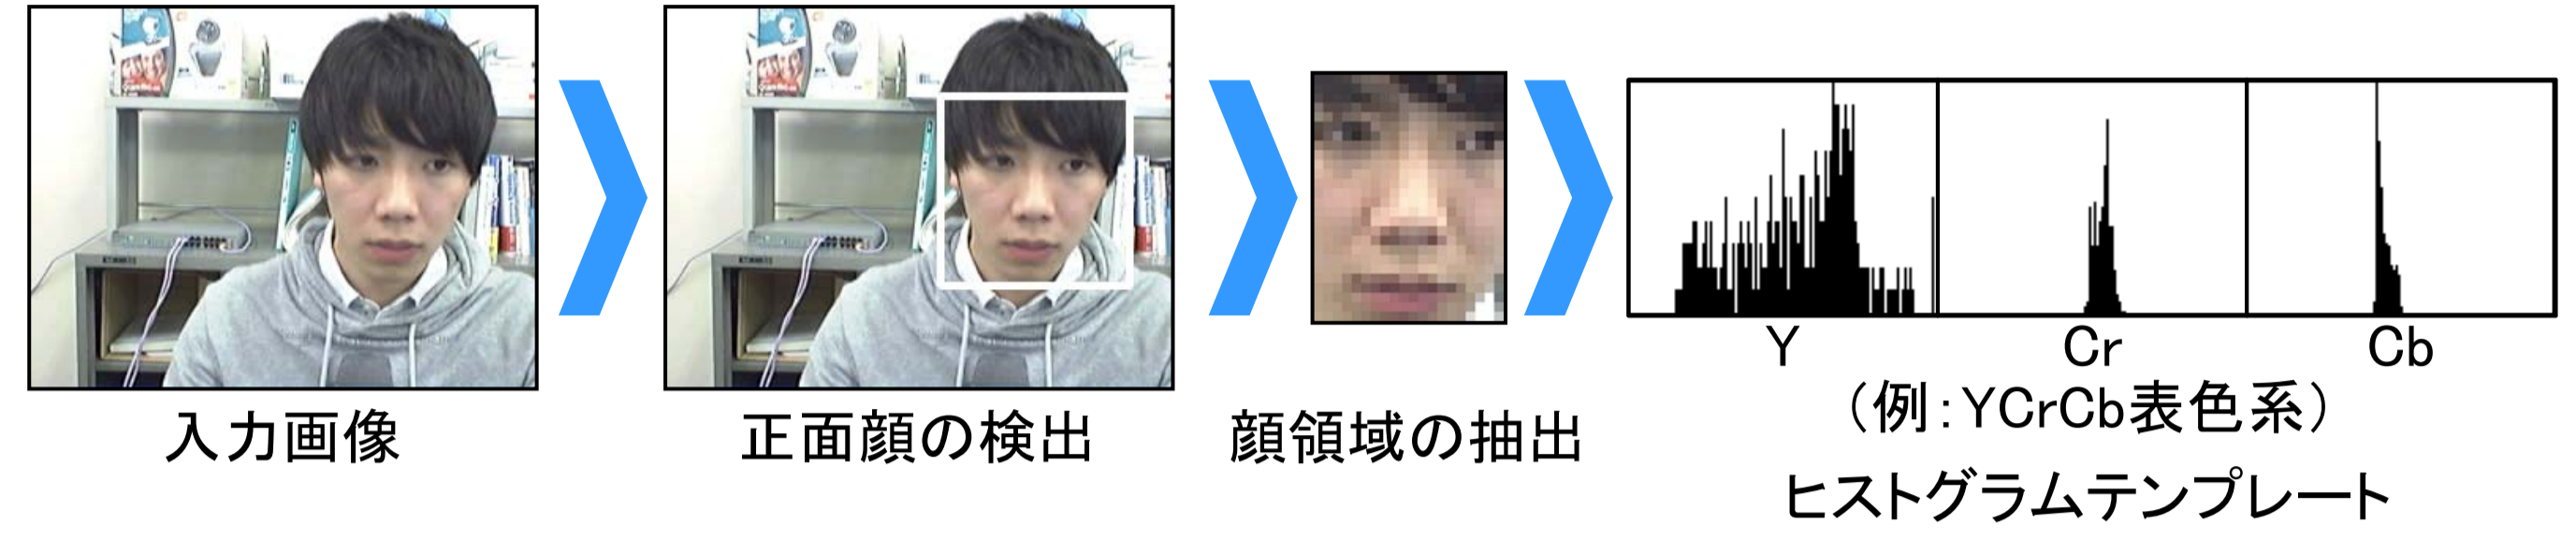 入力画像
正面顔の検出
顔領域の抽出
Y
Cr
Cb
（例：YCrCb表色系）
ヒストグラムテンプレート